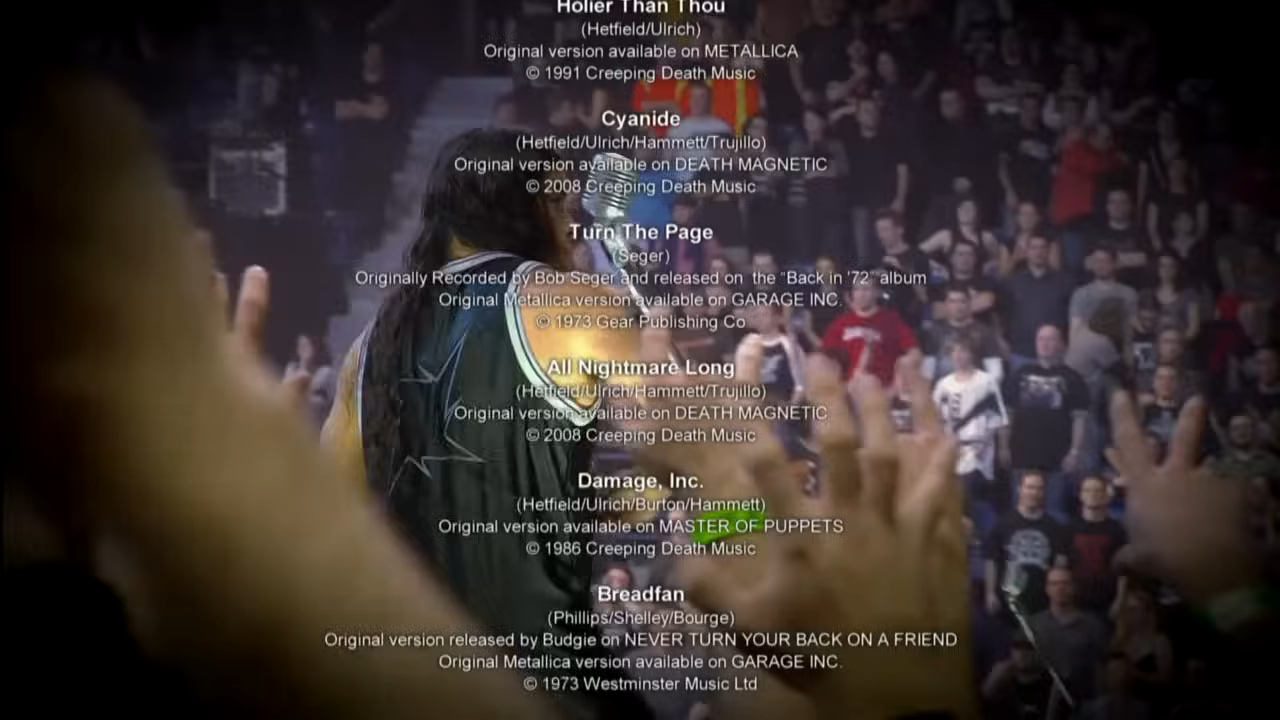 Holier Than Thou
(Hetfield/Ulrich)
Original version available on METALLICA
© 1991 Creeping Death Music
Cyanide
(Hetfield/Ulrich/Hammett/Trujillo)
Original version available on DEATH MAGNETIC
© 2008 Creeping Death Music
Turn The Page
(Seger)
Originally Recorded by Bob Seger and released on the "Back in '72" album
Original Metallica version available on GARAGE INC.
© 1973 Gear Publishing Co
All Nightmare Long
(Hetfield/Ulrich/Hammett/Trujillo)
Original version available on DEATH MAGNETIC
© 2008 Creeping Death Music
Damage, Inc.
(Hetfield/Ulrich/Burton/Hammett)
Original version available on MASTER OF PUPPETS
© 1986 Creeping Death Music
Breadfan
(Phillips/Shelley/Bourge)
Original version released by Budgie on NEVER TURN YOUR BACK ON A FRIEND
Original Metallica version available on GARAGE INC.
© 1973 Westminster Music Ltd